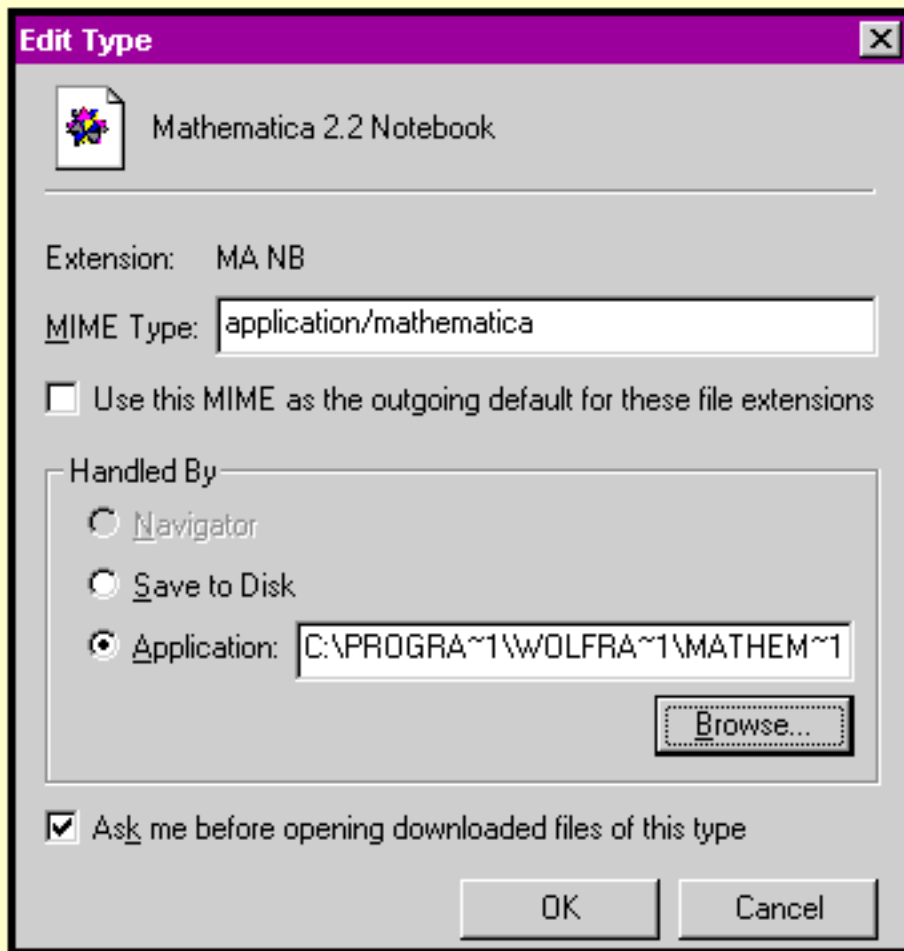 Edit Type
Mathematica 2.2 Notebook
Extension: MA NB
MIME Type: application/mathematica
Use this MIME as the outgoing default for these file extensions
Handled By
Navigator
Save to Disk
Application: C:\PROGRA~1\WOLFRA~1\MATHEM~1
Browse...
Ask me before opening downloaded files of this type
OK Cancel